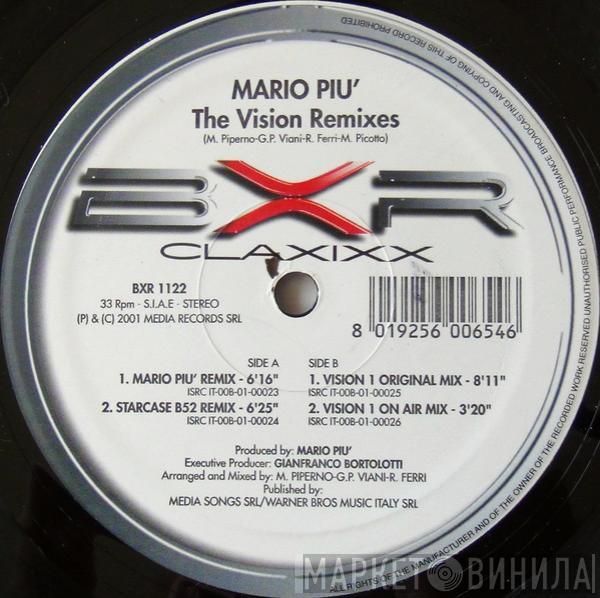 MARIO PIU'
The Vision Remixes
(M. Piperno-G.P. Viani-R. Ferri-M. Picotto)
BXR
CLAXIXX
BXR 1122
33 Rpm - S.I.A.E - STEREO
(P) & (C) 2001 MEDIA RECORDS SRL
8 019256 006546
SIDE A
1. MARIO PIU' REMIX - 6'16"
ISRC IT-00B-01-00023
2. STARCASE B52 REMIX - 6'25"
ISRC IT-00B-01-00024
SIDE B
1. VISION 1 ORIGINAL MIX - 8'11"
ISRC IT-00B-01-00025
2. VISION 1 ON AIR MIX - 3'20"
ISRC IT-00B-01-00026
Produced by: MARIO PIU'
Executive Producer: GIANFRANCO BORTOLOTTI
Arranged and Mixed by: M. PIPERNO-G.P. VIANI-R. FERRI
Published by:
MEDIA SONGS SRL/WARNER BROS MUSIC ITALY SRL
ALL RIGHTS OF THE MANUFACTURER AND OF THE OWNER OF THE RECORDED WORK RESERVED UNAUTHORISED PUBLIC PERFORMANCE BROADCASTING AND COPYING OF THIS RECORD PROHIBITED
МАРКЕТ ВИНИЛА